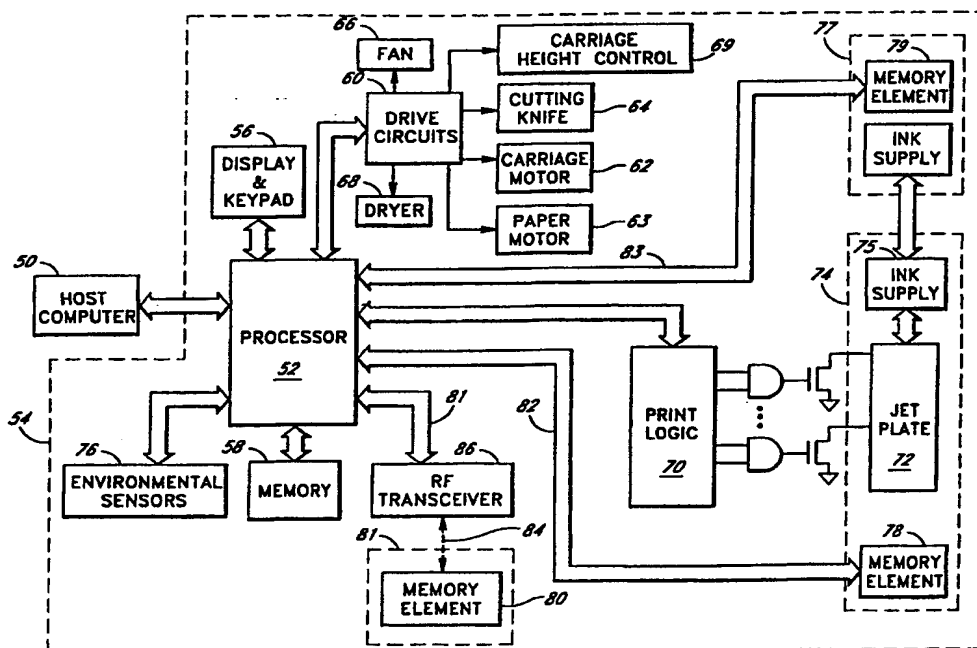 66
FAN
60
DRIVE
CIRCUITS
68
DRYER
CARRIAGE
HEIGHT CONTROL
69
CUTTING
KNIFE
64
CARRIAGE
MOTOR
62
PAPER
MOTOR
63
77
79
MEMORY
ELEMENT
INK
SUPPLY
56
DISPLAY
&
KEYPAD
83
50
HOST
COMPUTER
PROCESSOR
52
74
75
INK
SUPPLY
PRINT
LOGIC
70
JET
PLATE
72
54
76
ENVIRONMENTAL
SENSORS
58
MEMORY
81
86
RF
TRANSCEIVER
82
84
81
MEMORY
ELEMENT
80
78
MEMORY
ELEMENT